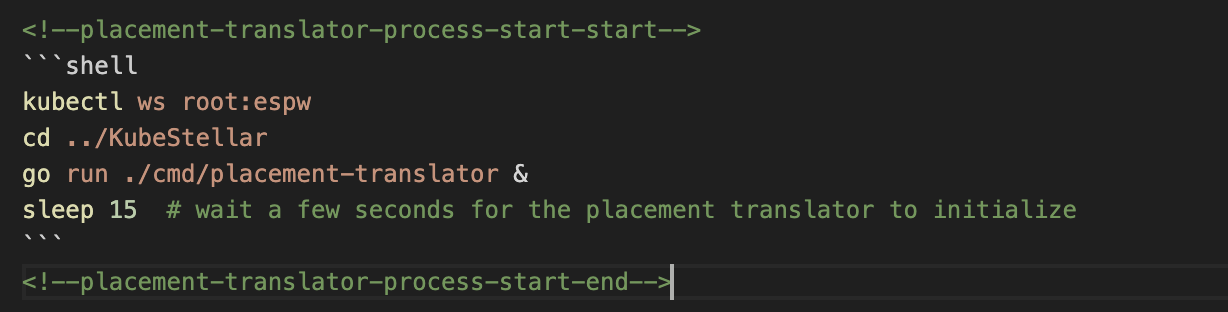 <!--placement-translator-process-start-start-->
```shell
kubectl ws root:espw
cd ../KubeStellar
go run ./cmd/placement-translator &
sleep 15  # wait a few seconds for the placement translator to initialize
```
<!--placement-translator-process-start-end-->